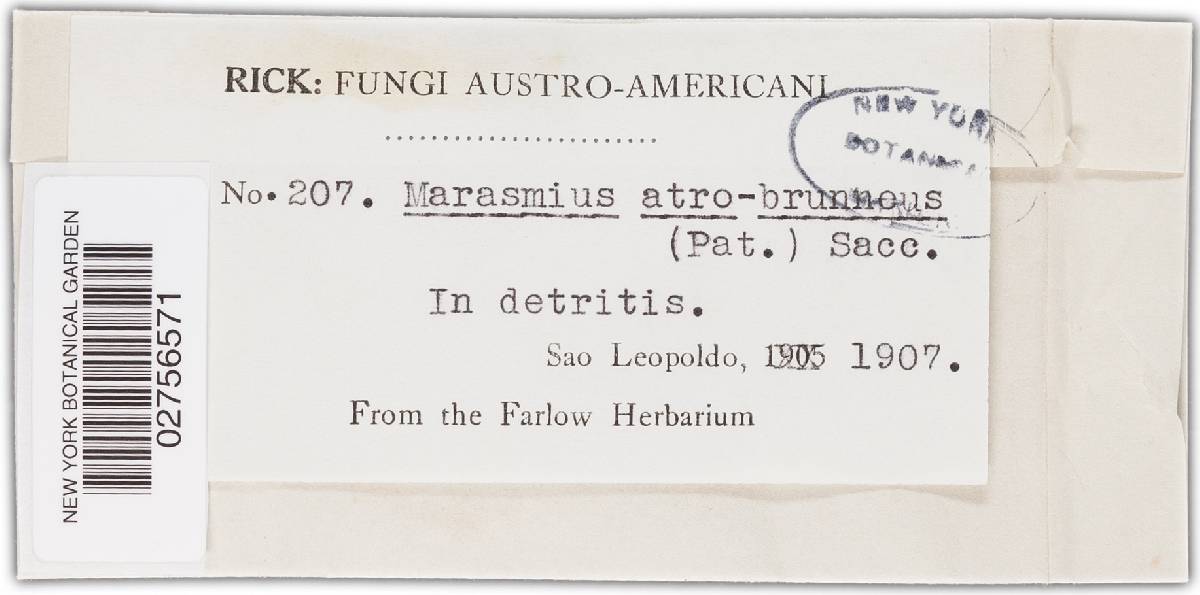 RICK: FUNGI AUSTRO-AMERICANI
NEW YORK
BOTANICAL
No. 207. Marasmius atro-brunneus
(Pat.) Sacc.
In detritis.
Sao Leopoldo, 1905 1907.
From the Farlow Herbarium
NEW YORK BOTANICAL GARDEN
02756571